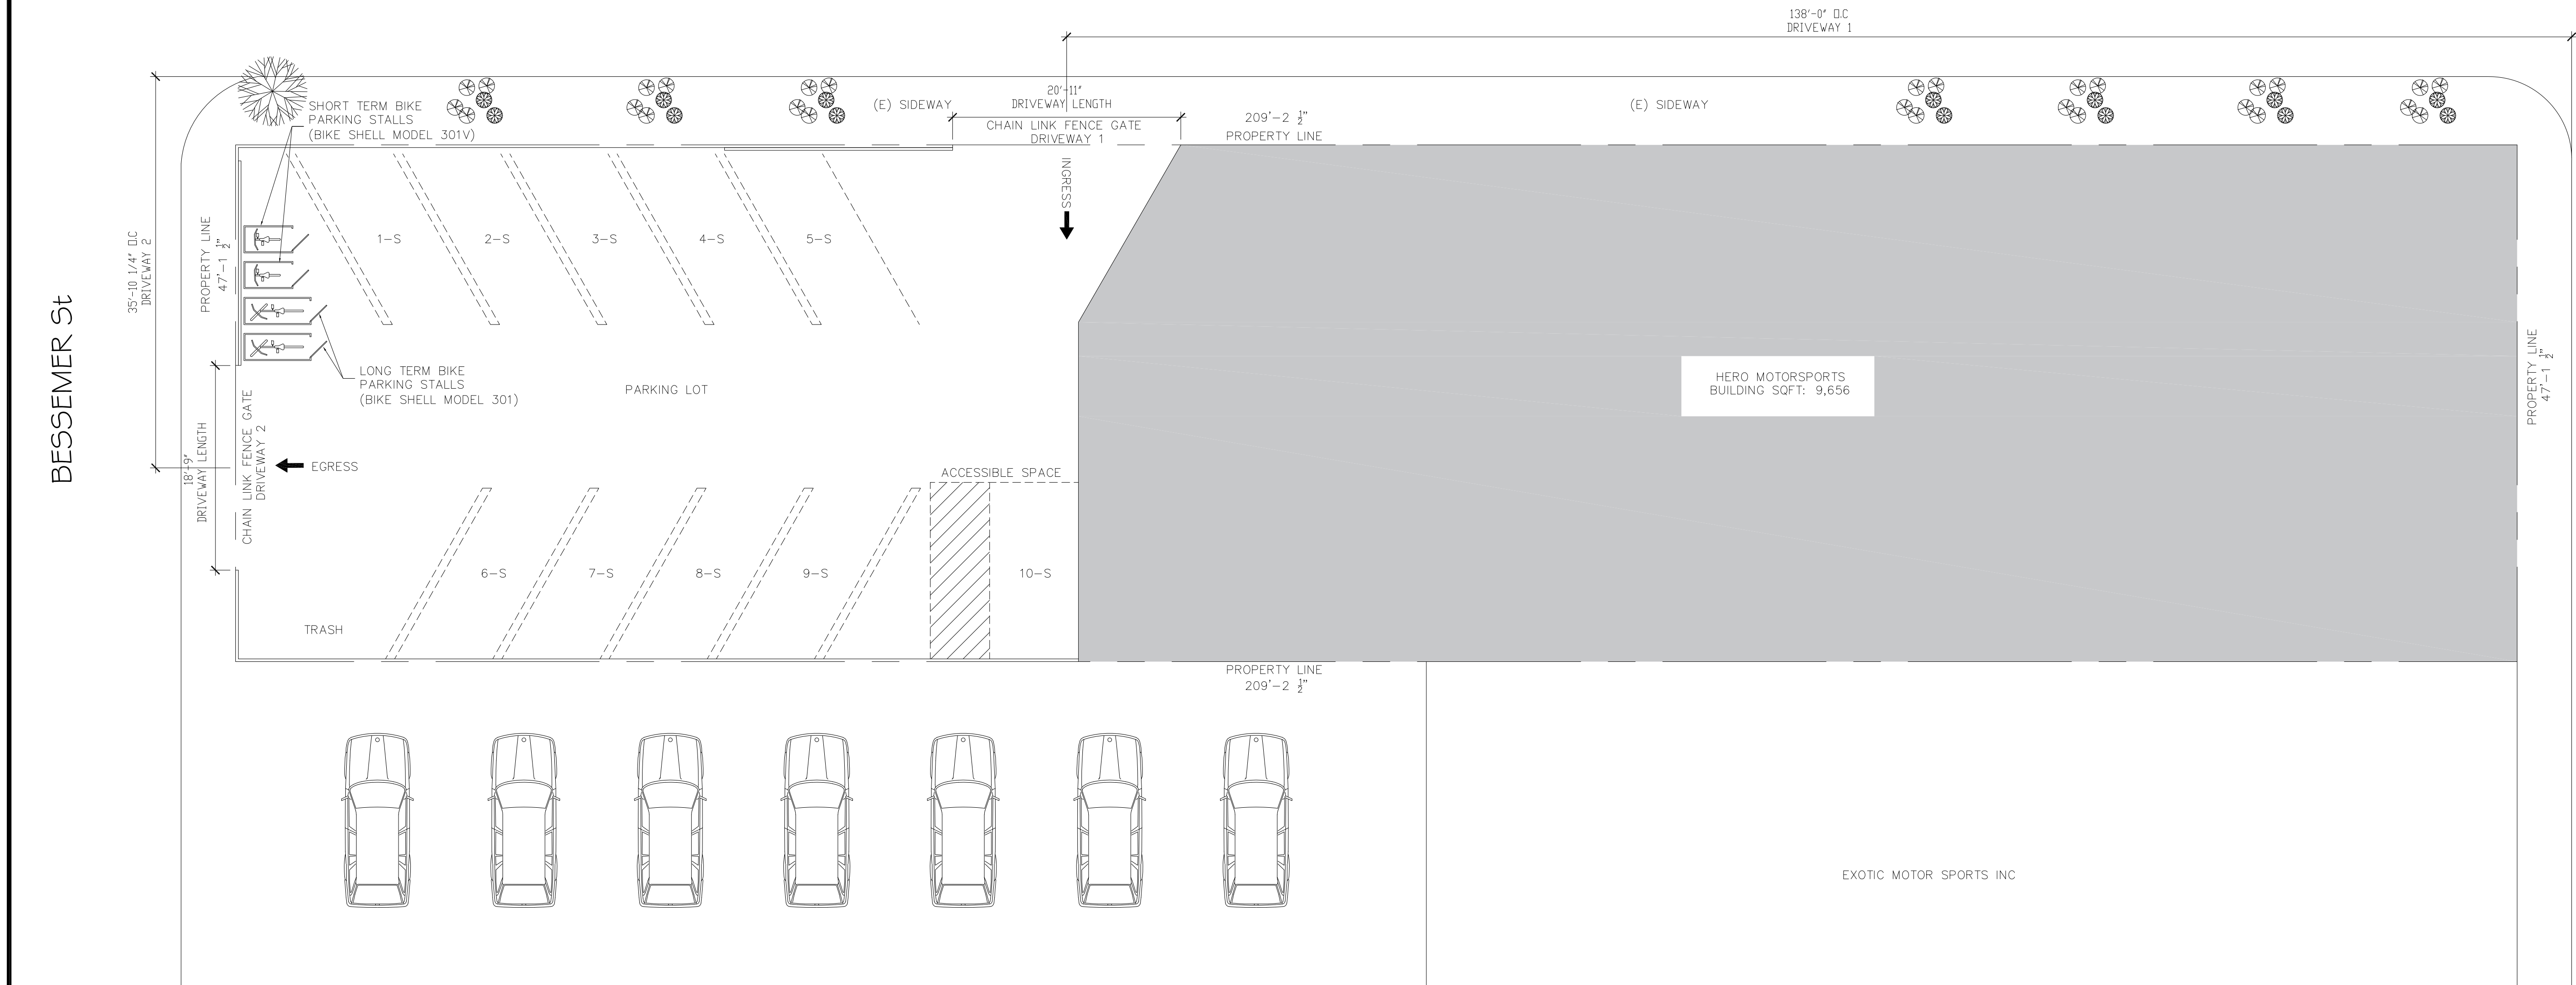 138'-0" O.C
DRIVEWAY 1
SHORT TERM BIKE
PARKING STALLS
(BIKE SHELL MODEL 301V)
(E) SIDEWAY
20'-11"
DRIVEWAY LENGTH
CHAIN LINK FENCE GATE
DRIVEWAY 1
209'-2 1/2"
PROPERTY LINE
(E) SIDEWAY
INGRESS
35'-10 1/4" O.C
DRIVEWAY 2
PROPERTY LINE
47'-1 1/2"
1-S
2-S
3-S
4-S
5-S
BESSEMER St
LONG TERM BIKE
PARKING STALLS
(BIKE SHELL MODEL 301)
PARKING LOT
HERO MOTORSPORTS
BUILDING SQFT: 9,656
PROPERTY LINE
47'-1 1/2"
18'-9"
DRIVEWAY LENGTH
CHAIN LINK FENCE GATE
DRIVEWAY 2
EGRESS
ACCESSIBLE SPACE
6-S
7-S
8-S
9-S
10-S
TRASH
PROPERTY LINE
209'-2 1/2"
EXOTIC MOTOR SPORTS INC